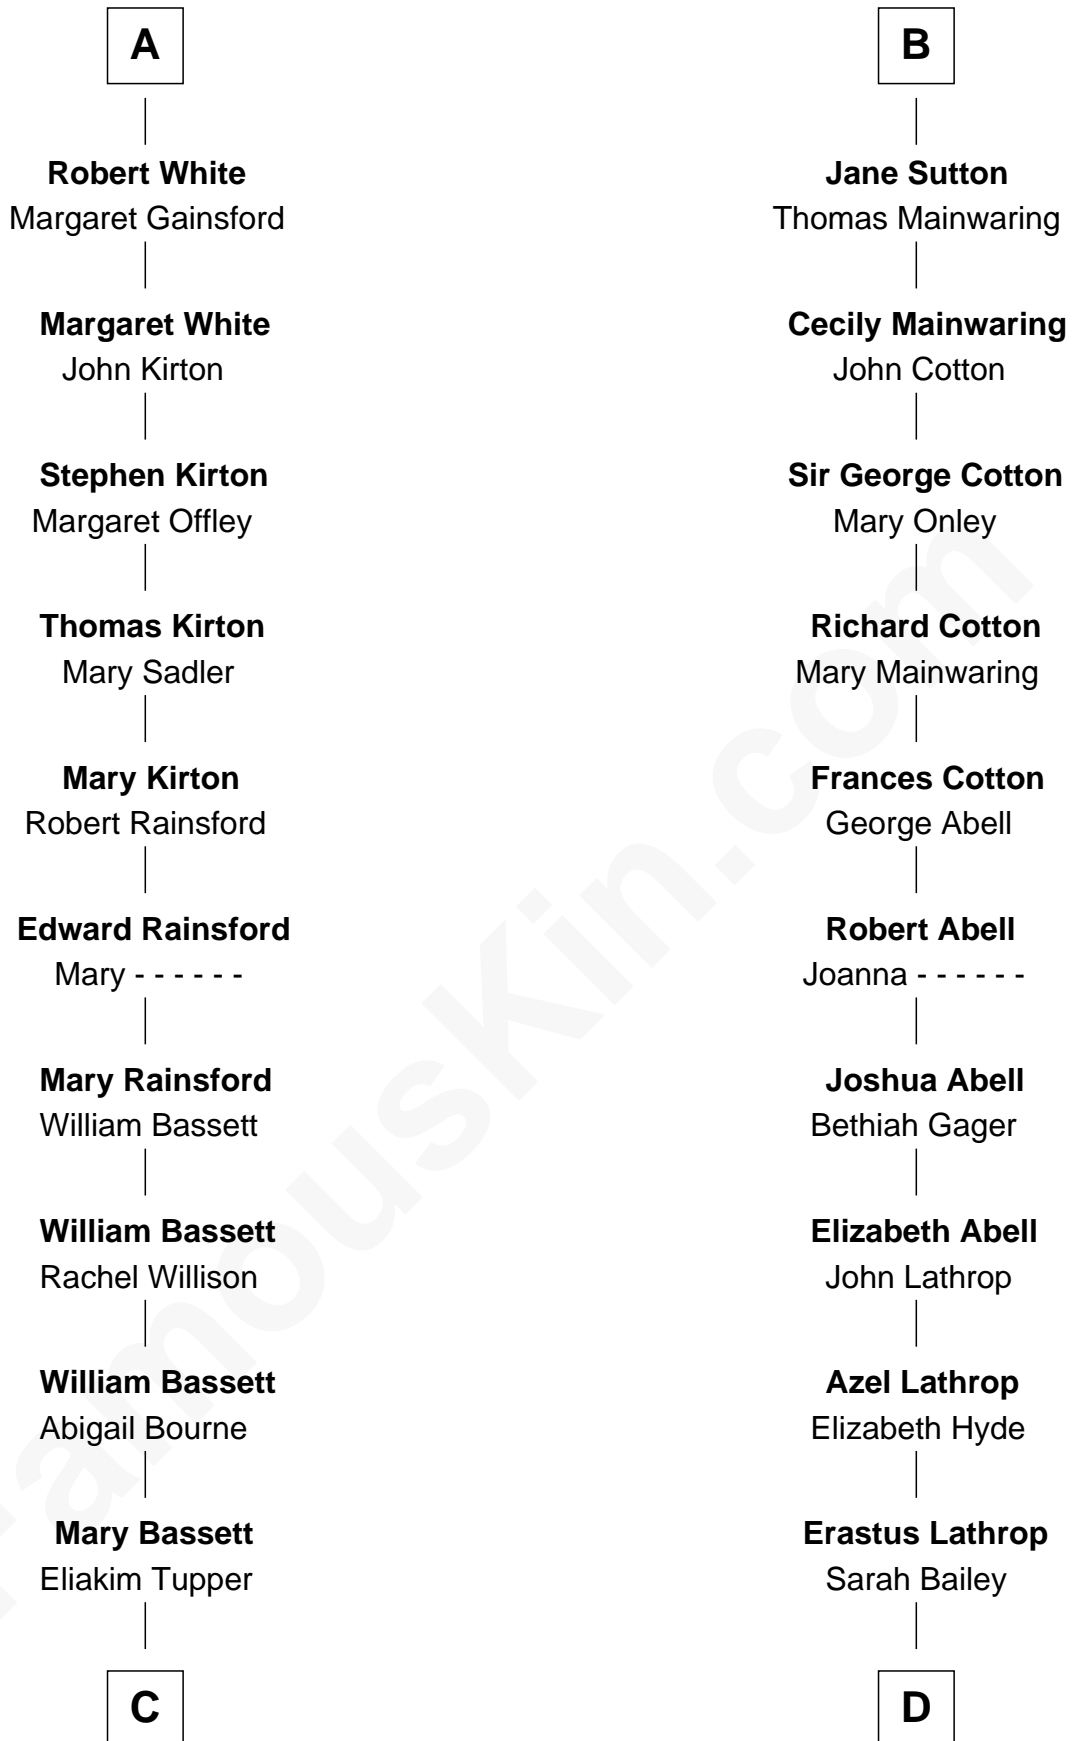 A
Robert White
Margaret Gainsford
Margaret White
John Kirton
Stephen Kirton
Margaret Offley
Thomas Kirton
Mary Sadler
Mary Kirton
Robert Rainsford
Edward Rainsford
Mary - - - - - -
Mary Rainsford
William Bassett
William Bassett
Rachel Willison
William Bassett
Abigail Bourne
Mary Bassett
Eliakim Tupper
C
B
Jane Sutton
Thomas Mainwaring
Cecily Mainwaring
John Cotton
Sir George Cotton
Mary Onley
Richard Cotton
Mary Mainwaring
Frances Cotton
George Abell
Robert Abell
Joanna - - - - - -
Joshua Abell
Bethiah Gager
Elizabeth Abell
John Lathrop
Azel Lathrop
Elizabeth Hyde
Erastus Lathrop
Sarah Bailey
D
FamousKin.com